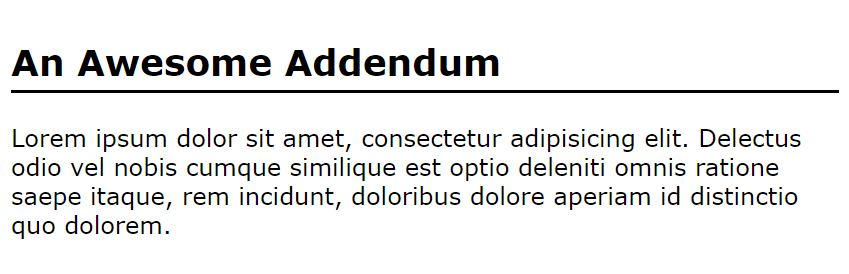 An Awesome Addendum
Lorem ipsum dolor sit amet, consectetur adipisicing elit. Delectus
odio vel nobis cumque similique est optio deleniti omnis ratione
saepe itaque, rem incidunt, doloribus dolore aperiam id distinctio
quo dolorem.